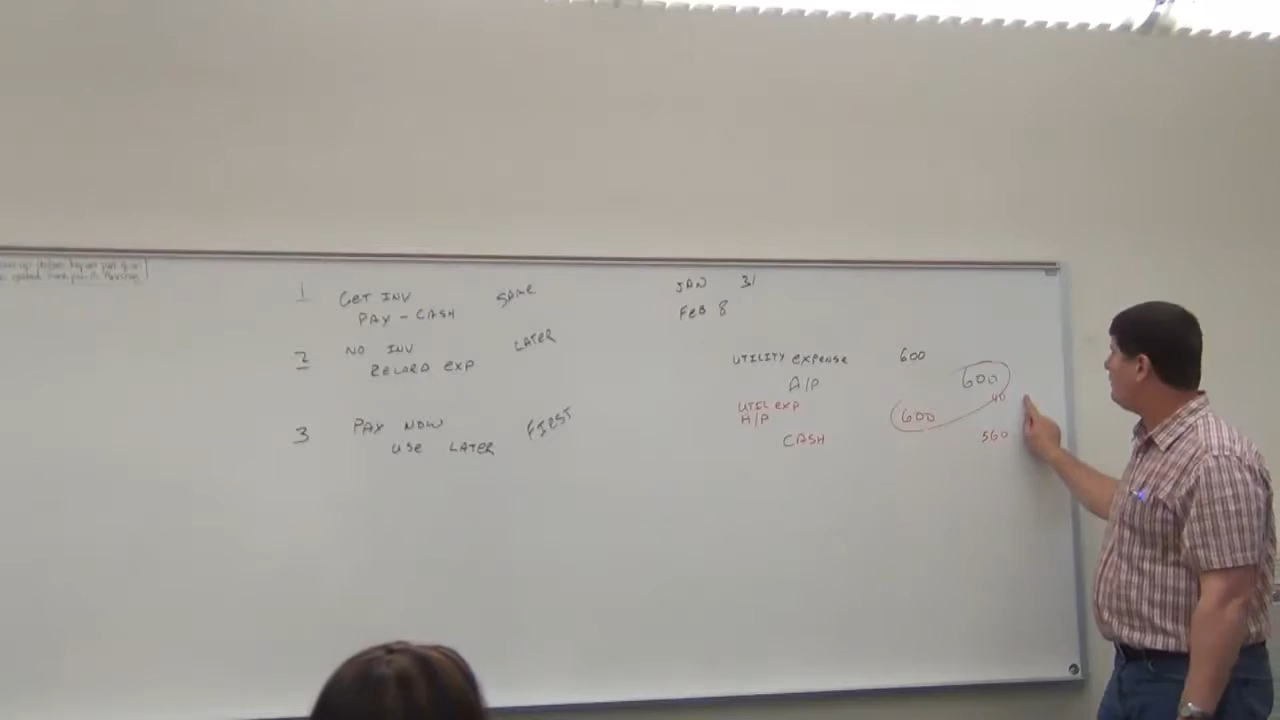 1 GET INV SAME
PAY - CASH
2 NO INV LATER
RECORD EXP
3 PAY NOW FIRST
USE LATER
JAN 31
FEB 8
UTILITY EXPENSE 600
A/P 600
UTIL EXP 40
A/P 600
CASH 560